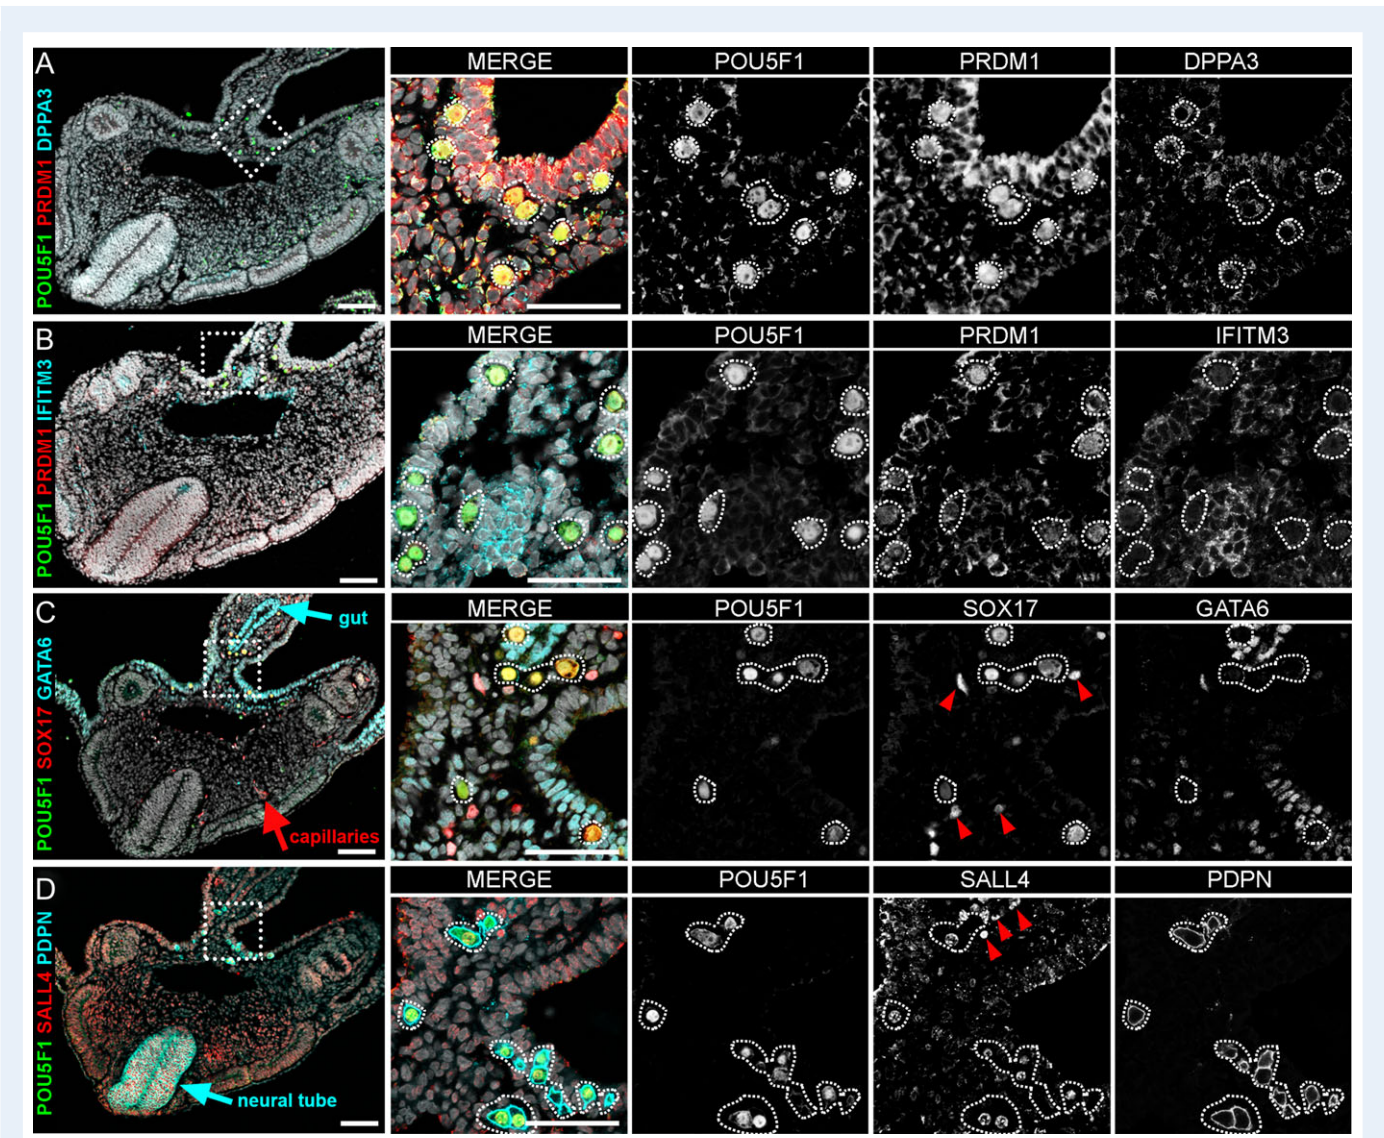 A
POU5F1 PRDM1 DPPA3
MERGE
POU5F1
PRDM1
DPPA3
B
POU5F1 PRDM1 IFITM3
MERGE
POU5F1
PRDM1
IFITM3
C
POU5F1 SOX17 GATA6
gut
capillaries
MERGE
POU5F1
SOX17
GATA6
D
POU5F1 SALL4 PDPN
neural tube
MERGE
POU5F1
SALL4
PDPN